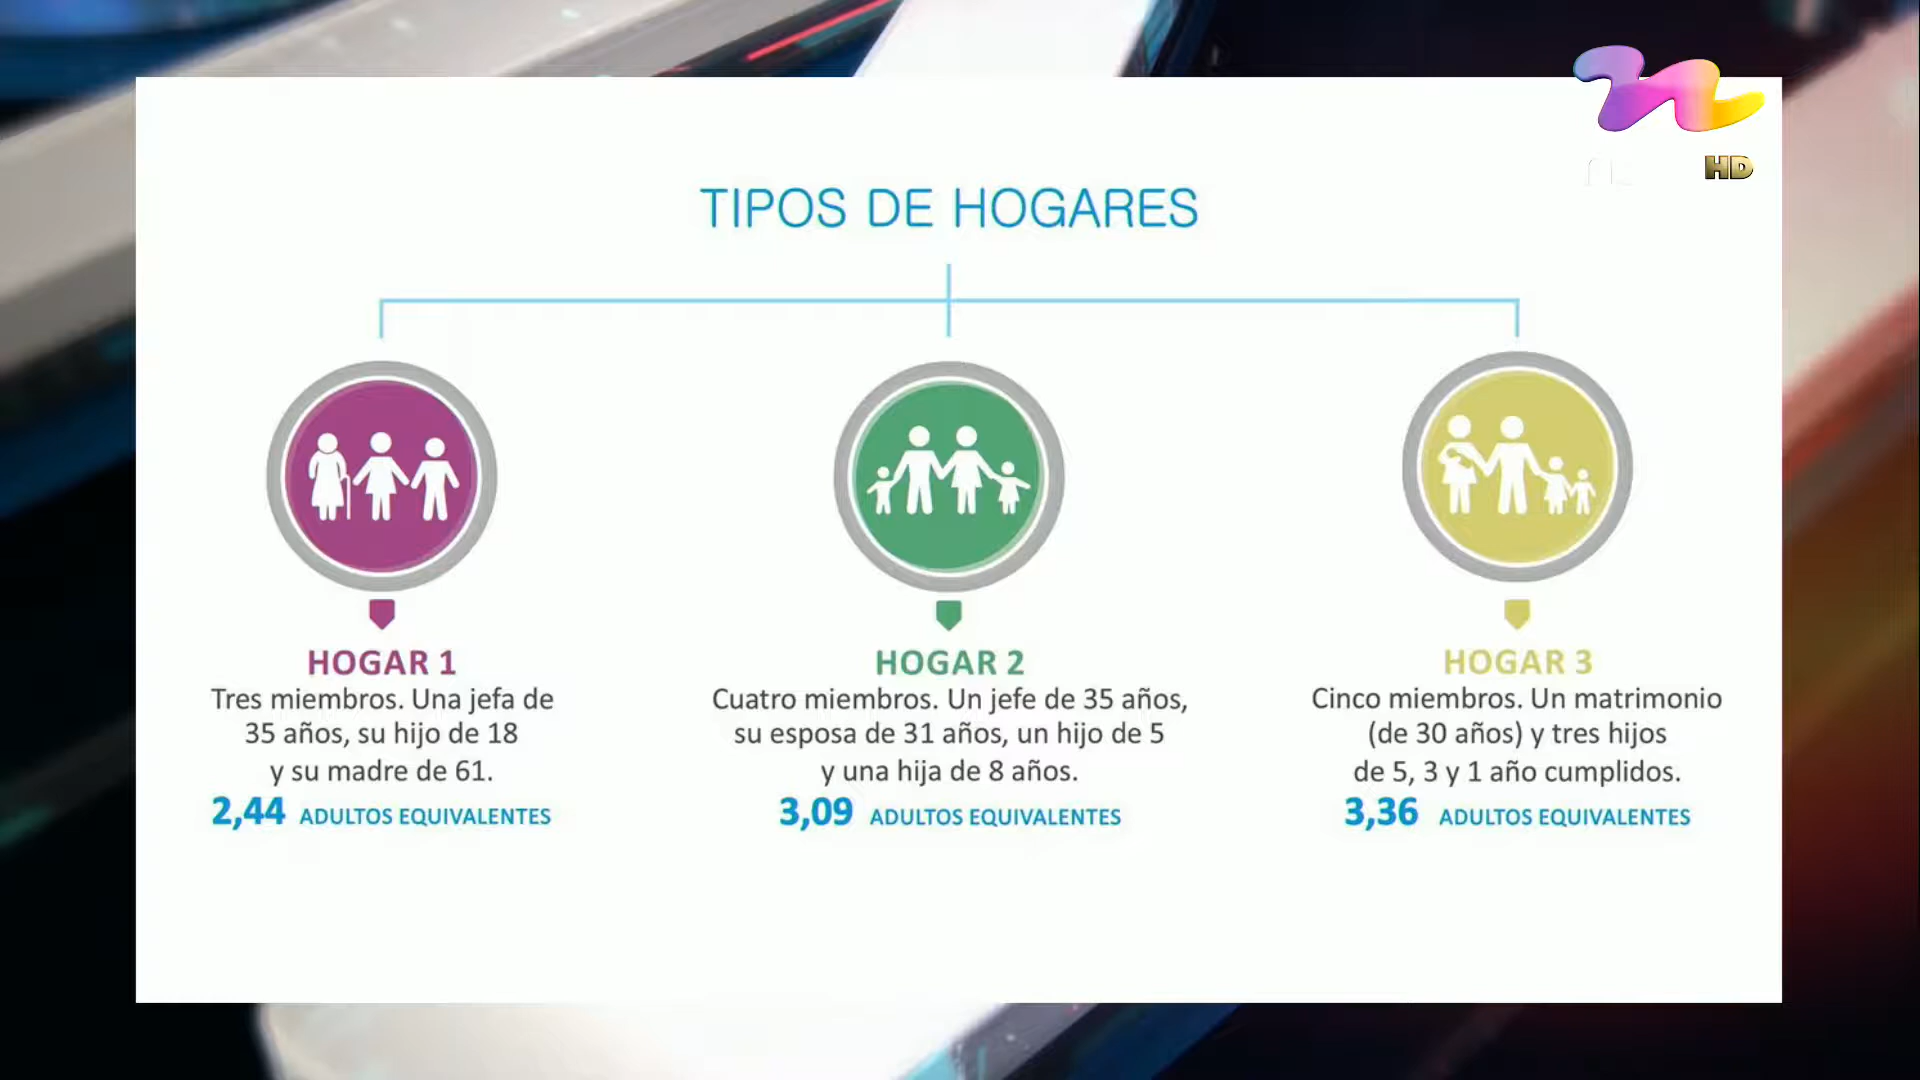 HD
TIPOS DE HOGARES
HOGAR 1
Tres miembros. Una jefa de
35 años, su hijo de 18
y su madre de 61.
2,44 ADULTOS EQUIVALENTES
HOGAR 2
Cuatro miembros. Un jefe de 35 años,
su esposa de 31 años, un hijo de 5
y una hija de 8 años.
3,09 ADULTOS EQUIVALENTES
HOGAR 3
Cinco miembros. Un matrimonio
(de 30 años) y tres hijos
de 5, 3 y 1 año cumplidos.
3,36 ADULTOS EQUIVALENTES